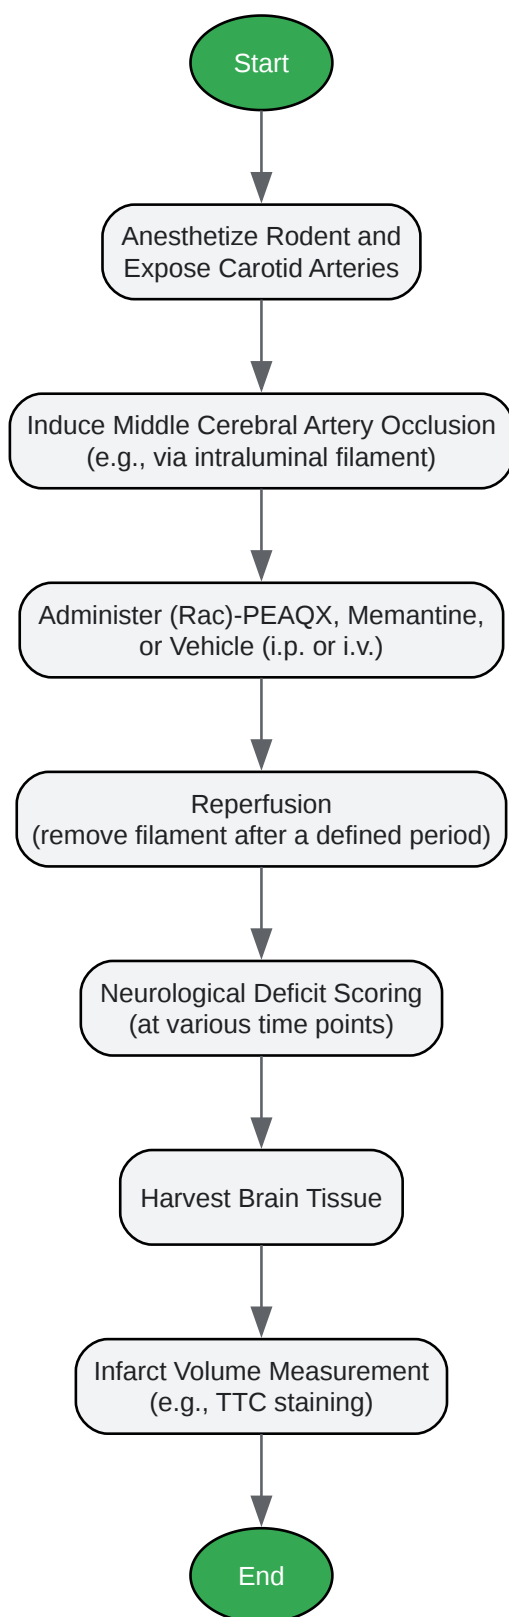 Start
Anesthetize Rodent and
Expose Carotid Arteries
Induce Middle Cerebral Artery Occlusion
(e.g., via intraluminal filament)
Administer (Rac)-PEAQX, Memantine,
or Vehicle (i.p. or i.v.)
Reperfusion
(remove filament after a defined period)
Neurological Deficit Scoring
(at various time points)
Harvest Brain Tissue
Infarct Volume Measurement
(e.g., TTC staining)
End